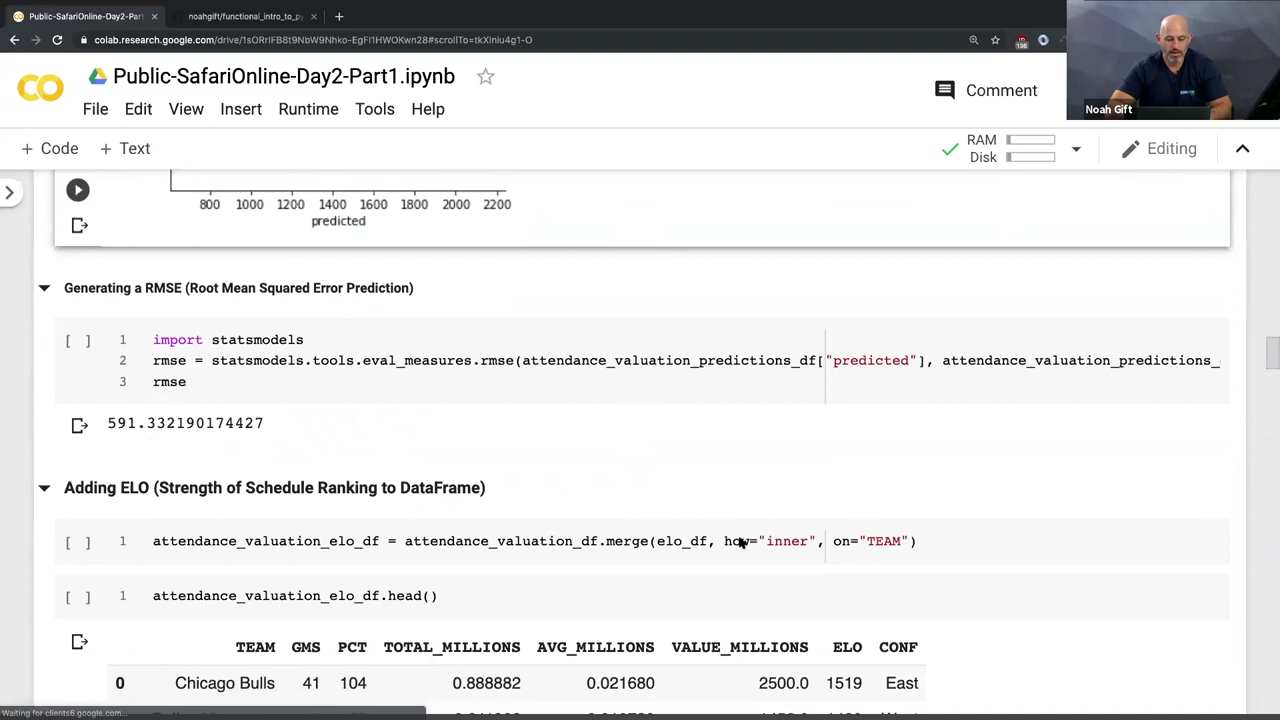 Public-SafariOnline-Day2-Part
noahgift/functional_intro_to_p
colab.research.google.com/drive/1sORrlFB8t9NbW9Nhko-EgFI1HWOKwn28#scrollTo=tkXlniu4g1-O
136
Public-SafariOnline-Day2-Part1.ipynb
Comment
Noah Gift
File Edit View Insert Runtime Tools Help
+ Code + Text
RAM
Disk
Editing
800 1000 1200 1400 1600 1800 2000 2200
predicted
Generating a RMSE (Root Mean Squared Error Prediction)
[ ] 1 import statsmodels
2 rmse = statsmodels.tools.eval_measures.rmse(attendance_valuation_predictions_df["predicted"], attendance_valuation_predictions_
3 rmse
591.332190174427
Adding ELO (Strength of Schedule Ranking to DataFrame)
[ ] 1 attendance_valuation_elo_df = attendance_valuation_df.merge(elo_df, how="inner", on="TEAM")
[ ] 1 attendance_valuation_elo_df.head()
TEAM GMS PCT TOTAL_MILLIONS AVG_MILLIONS VALUE_MILLIONS ELO CONF
0 Chicago Bulls 41 104 0.888882 0.021680 2500.0 1519 East
Waiting for clients6.google.com...